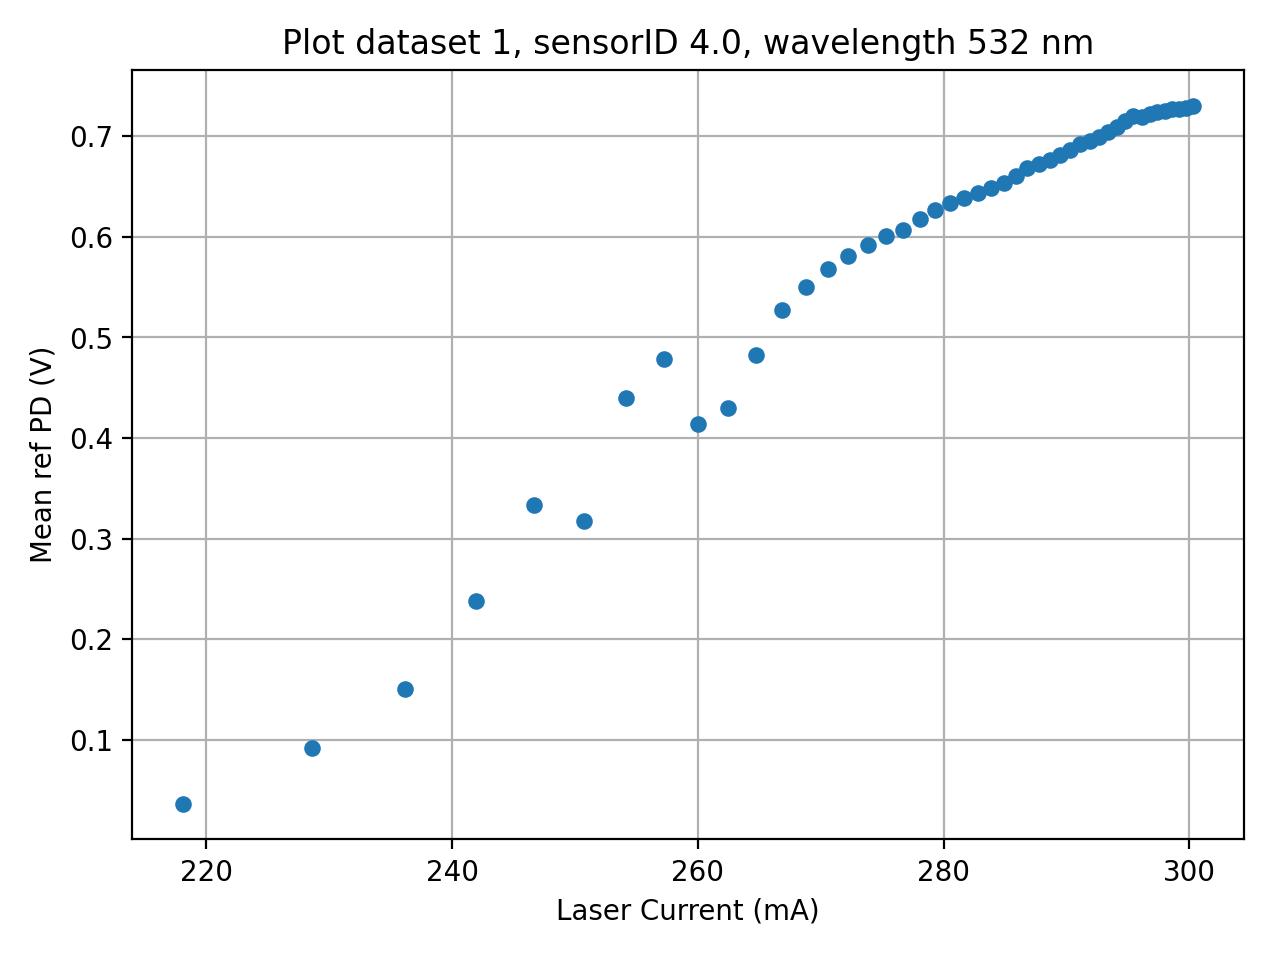 Plot dataset 1, sensorID 4.0, wavelength 532 nm
Mean ref PD (V)
0.7
0.6
0.5
0.4
0.3
0.2
0.1
220 240 260 280 300
Laser Current (mA)